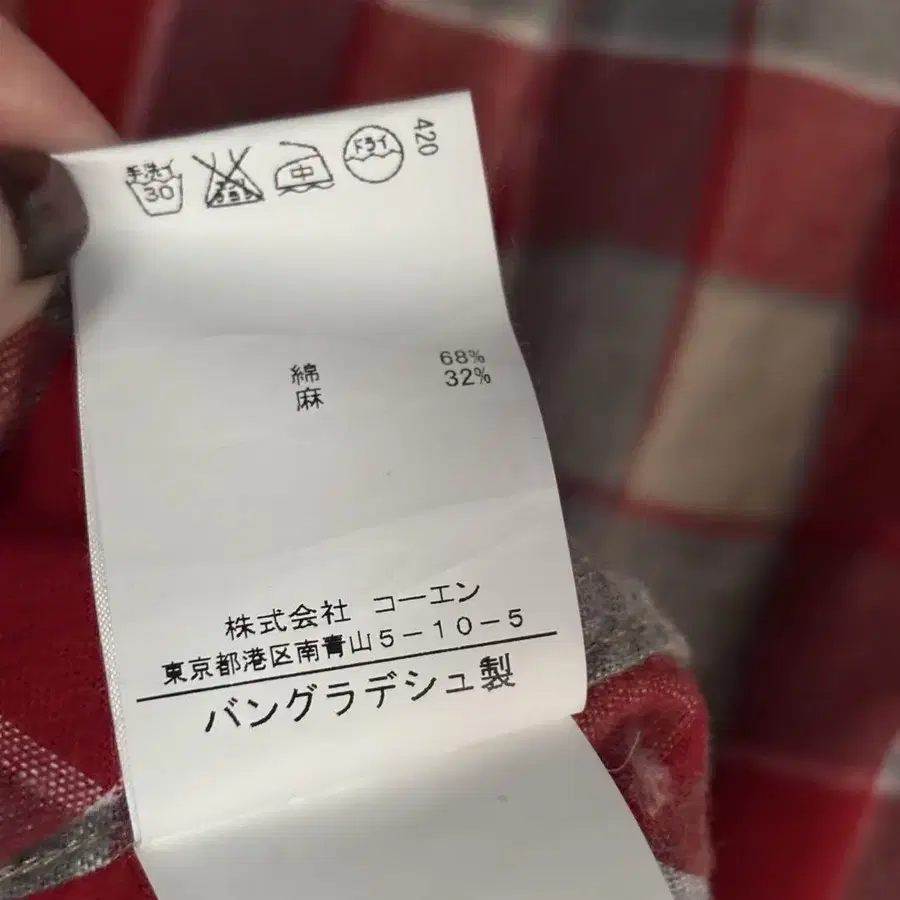 手洗イ 30 中 ドライ 420
綿 68%
麻 32%
株式会社 コーエン
東京都港区南青山5-10-5
バングラデシュ製